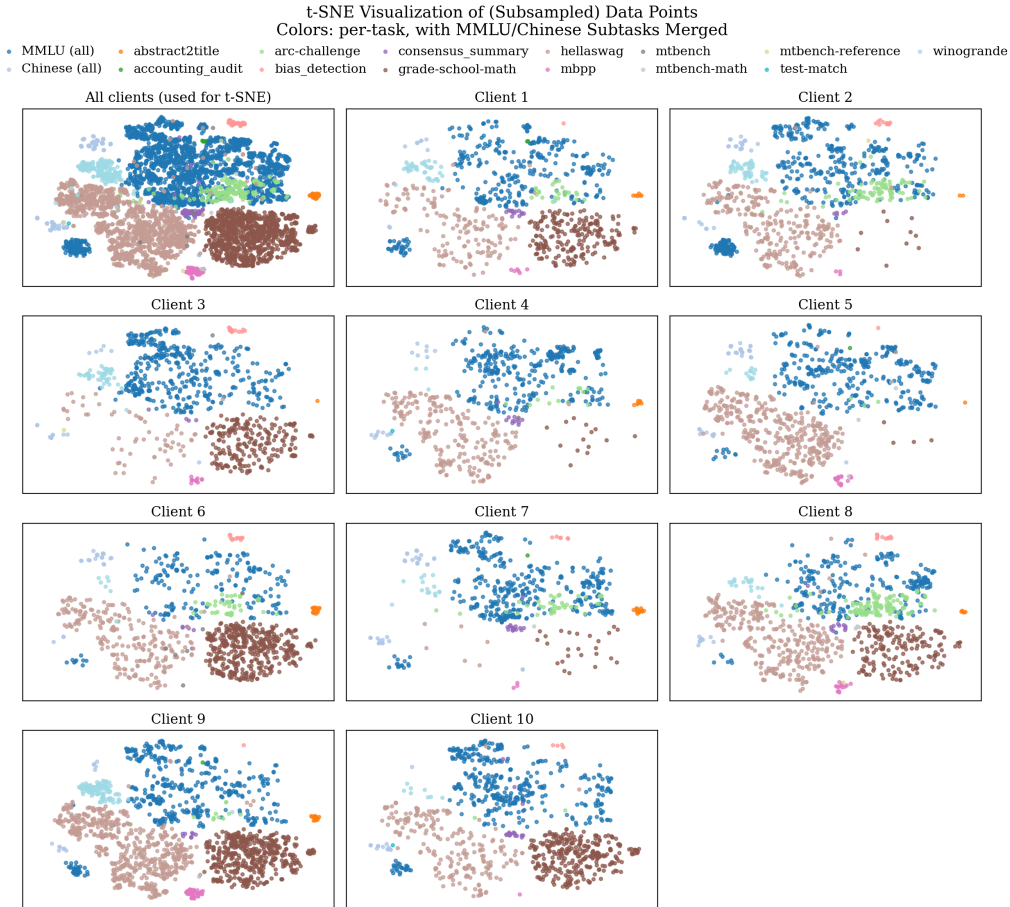 t-SNE Visualization of (Subsampled) Data Points
Colors: per-task, with MMLU/Chinese Subtasks Merged
MMLU (all) abstract2title arc-challenge consensus_summary hellaswag mtbench mtbench-reference winogrande
Chinese (all) accounting_audit bias_detection grade-school-math mbpp mtbench-math test-match
All clients (used for t-SNE) Client 1 Client 2
Client 3 Client 4 Client 5
Client 6 Client 7 Client 8
Client 9 Client 10